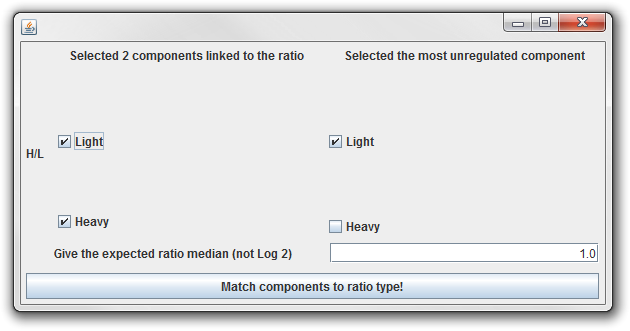 Selected 2 components linked to the ratio Selected the most unregulated component
Light Light
H/L
Heavy Heavy
Give the expected ratio median (not Log 2) 1.0
Match components to ratio type!